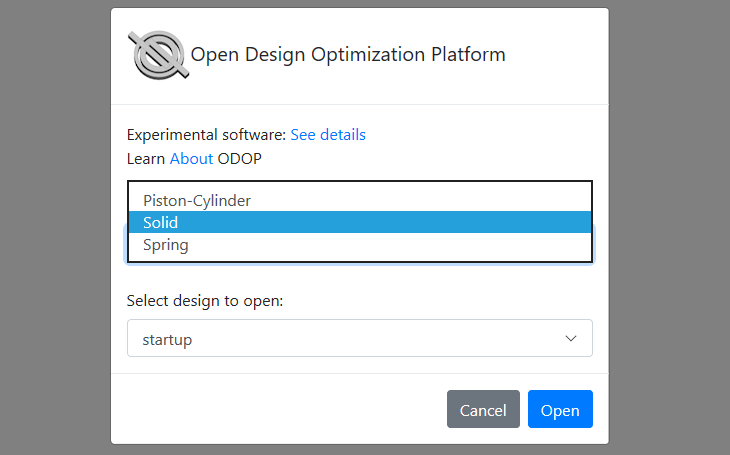 Open Design Optimization Platform
Experimental software: See details
Learn About ODOP
Piston-Cylinder
Solid
Spring
Select design to open:
startup
Cancel Open